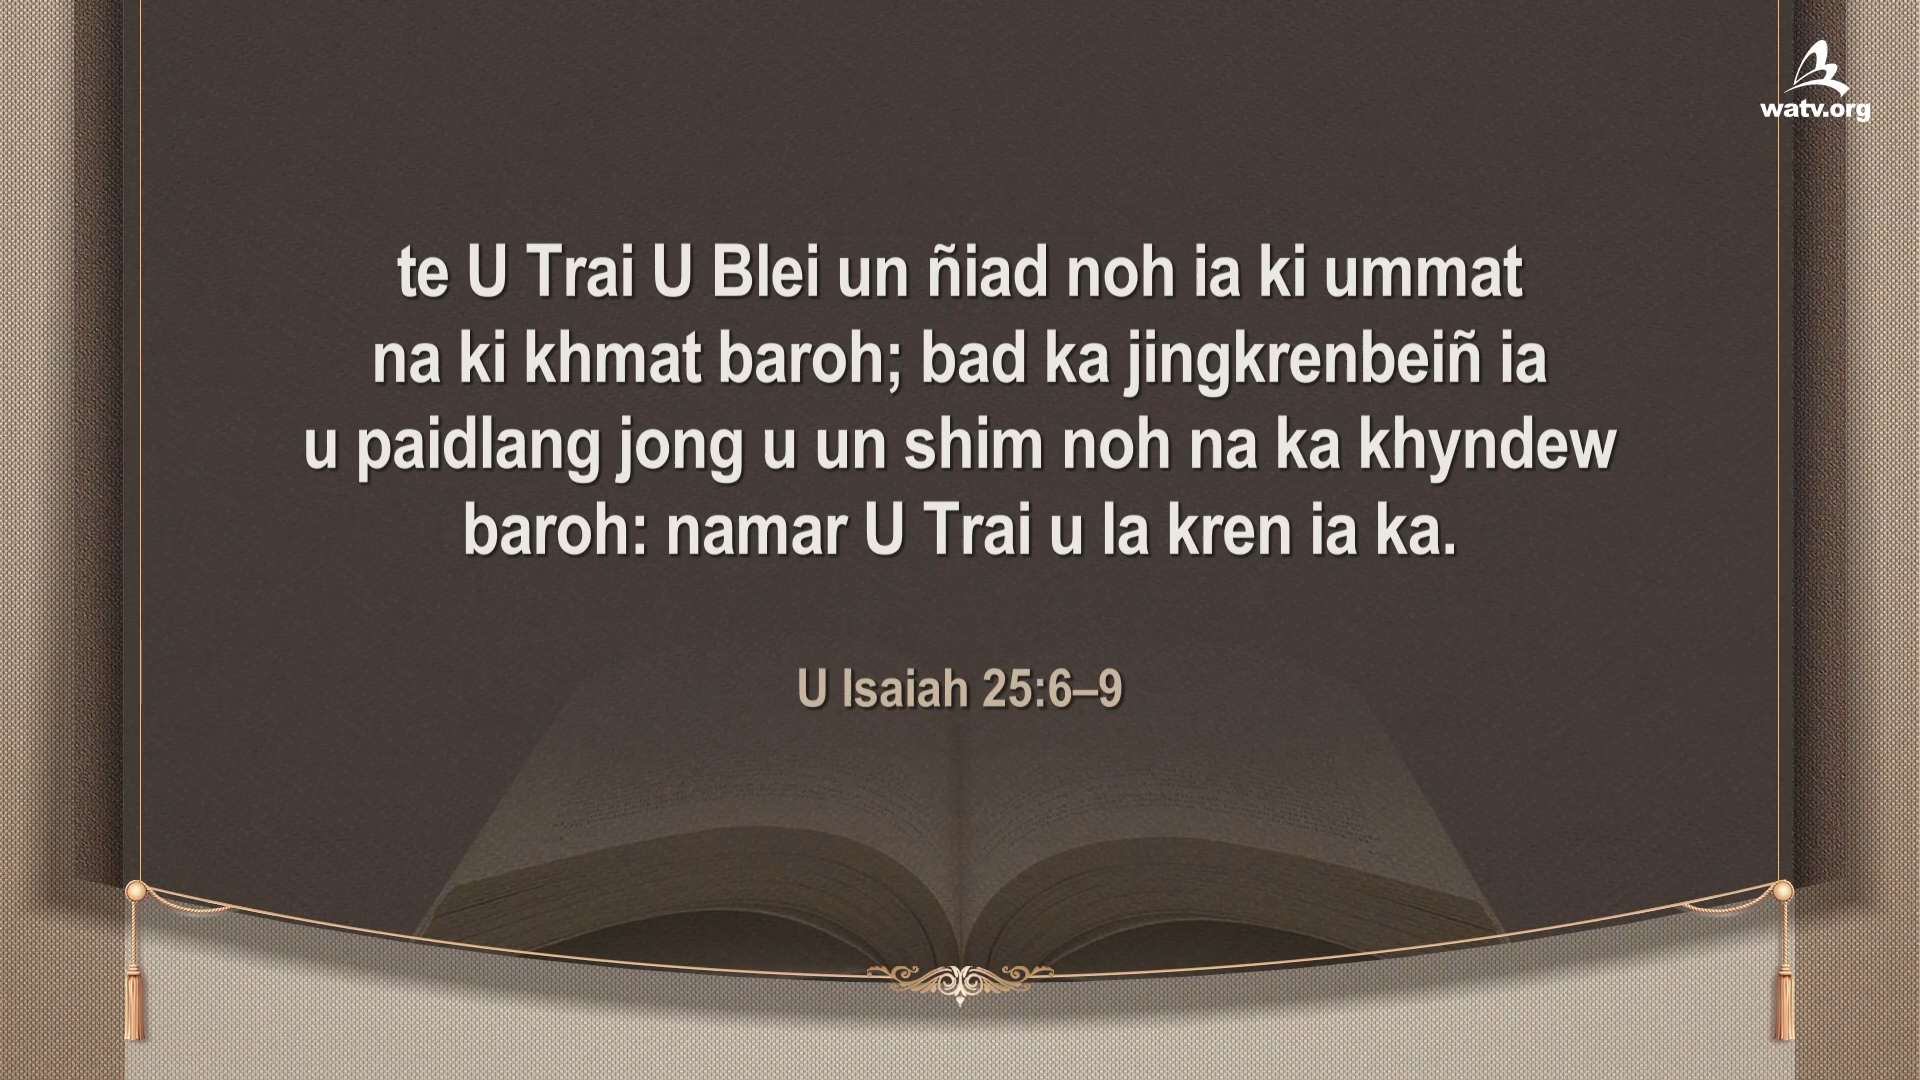 watv.org
te U Trai U Blei un ñiad noh ia ki ummat
na ki khmat baroh; bad ka jingkrenbeiñ ia
u paidlang jong u un shim noh na ka khyndew
baroh: namar U Trai u la kren ia ka.
U Isaiah 25:6–9